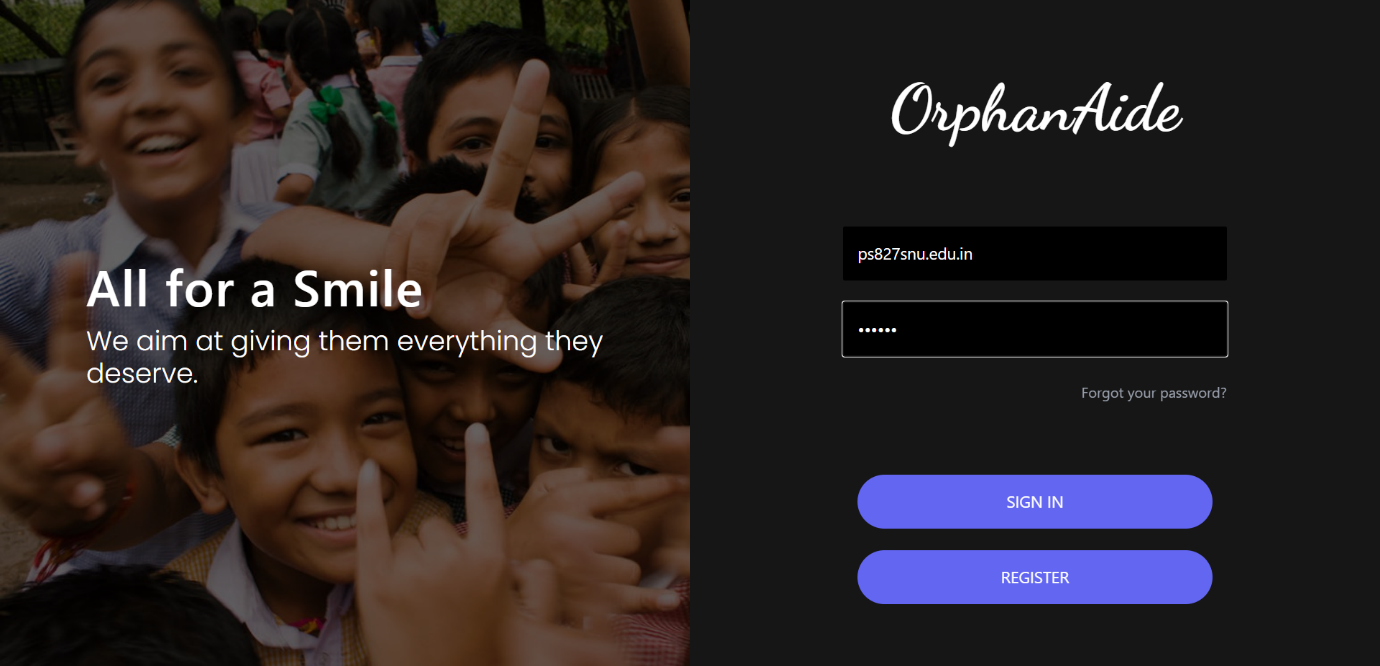 All for a Smile
We aim at giving them everything they
deserve.
OrphanAide
ps827snu.edu.in
••••••
Forgot your password?
SIGN IN
REGISTER